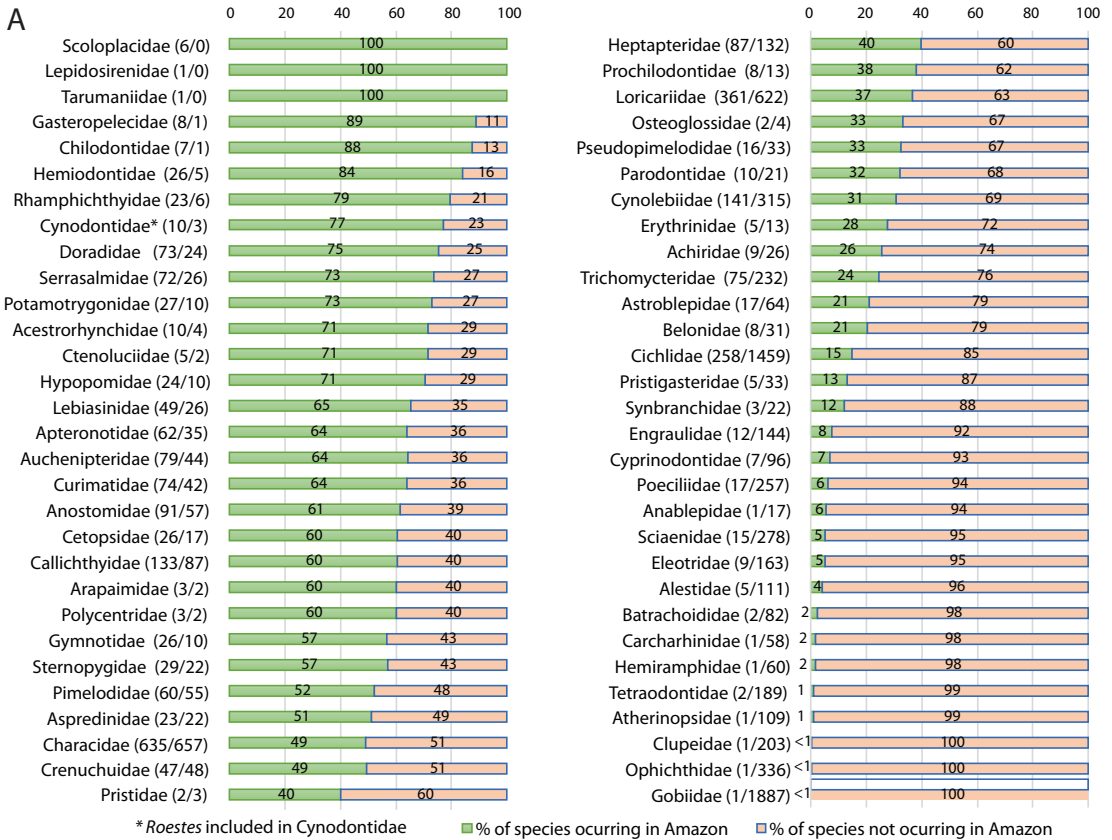 A
0 20 40 60 80 100
Scoloplacidae (6/0) 100
Lepidosirenidae (1/0) 100
Tarumaniidae (1/0) 100
Gasteropelecidae (8/1) 89 11
Chilodontidae (7/1) 88 13
Hemiodontidae (26/5) 84 16
Rhamphichthyidae (23/6) 79 21
Cynodontidae* (10/3) 77 23
Doradidae (73/24) 75 25
Serrasalmidae (72/26) 73 27
Potamotrygonidae (27/10) 73 27
Acestrorhynchidae (10/4) 71 29
Ctenoluciidae (5/2) 71 29
Hypopomidae (24/10) 71 29
Lebiasinidae (49/26) 65 35
Apteronotidae (62/35) 64 36
Auchenipteridae (79/44) 64 36
Curimatidae (74/42) 64 36
Anostomidae (91/57) 61 39
Cetopsidae (26/17) 60 40
Callichthyidae (133/87) 60 40
Arapaimidae (3/2) 60 40
Polycentridae (3/2) 60 40
Gymnotidae (26/10) 57 43
Sternopygidae (29/22) 57 43
Pimelodidae (60/55) 52 48
Aspredinidae (23/22) 51 49
Characidae (635/657) 49 51
Crenuchuidae (47/48) 49 51
Pristidae (2/3) 40 60
0 20 40 60 80 100
Heptapteridae (87/132) 40 60
Prochilodontidae (8/13) 38 62
Loricariidae (361/622) 37 63
Osteoglossidae (2/4) 33 67
Pseudopimelodidae (16/33) 33 67
Parodontidae (10/21) 32 68
Cynolebiidae (141/315) 31 69
Erythrinidae (5/13) 28 72
Achiridae (9/26) 26 74
Trichomycteridae (75/232) 24 76
Astroblepidae (17/64) 21 79
Belonidae (8/31) 21 79
Cichlidae (258/1459) 15 85
Pristigasteridae (5/33) 13 87
Synbranchidae (3/22) 12 88
Engraulidae (12/144) 8 92
Cyprinodontidae (7/96) 7 93
Poeciliidae (17/257) 6 94
Anablepidae (1/17) 6 94
Sciaenidae (15/278) 5 95
Eleotridae (9/163) 5 95
Alestidae (5/111) 4 96
Batrachoididae (2/82) 2 98
Carcharhinidae (1/58) 2 98
Hemiramphidae (1/60) 2 98
Tetraodontidae (2/189) 1 99
Atherinopsidae (1/109) 1 99
Clupeidae (1/203) <1 100
Ophichthidae (1/336) <1 100
Gobiidae (1/1887) <1 100
* Roestes included in Cynodontidae
% of species ocurring in Amazon
% of species not ocurring in Amazon